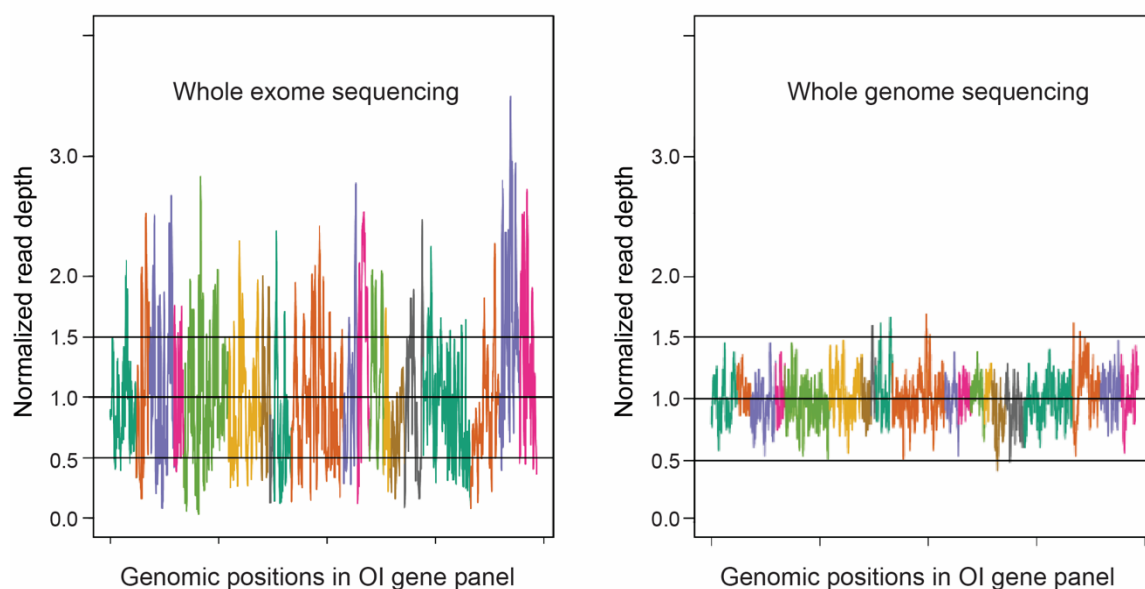 Whole exome sequencing
Normalized read depth
3.0
2.0
1.5
1.0
0.5
0.0
Genomic positions in OI gene panel
Whole genome sequencing
Normalized read depth
3.0
2.0
1.5
1.0
0.5
0.0
Genomic positions in OI gene panel